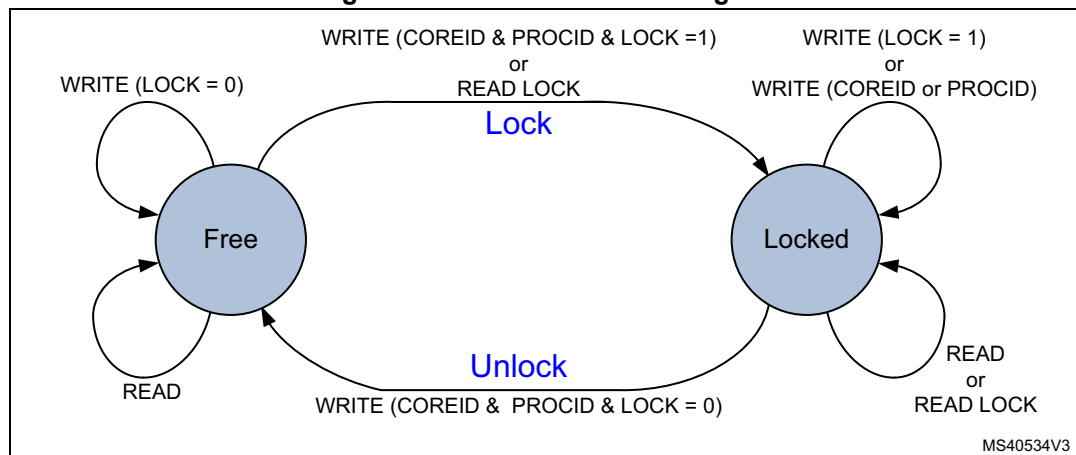 WRITE (COREID & PROCID & LOCK =1)
or
READ LOCK
Lock
WRITE (LOCK = 1)
or
WRITE (COREID or PROCID)
WRITE (LOCK = 0)
Free
Locked
READ
Unlock
WRITE (COREID & PROCID & LOCK = 0)
READ
or
READ LOCK
MS40534V3